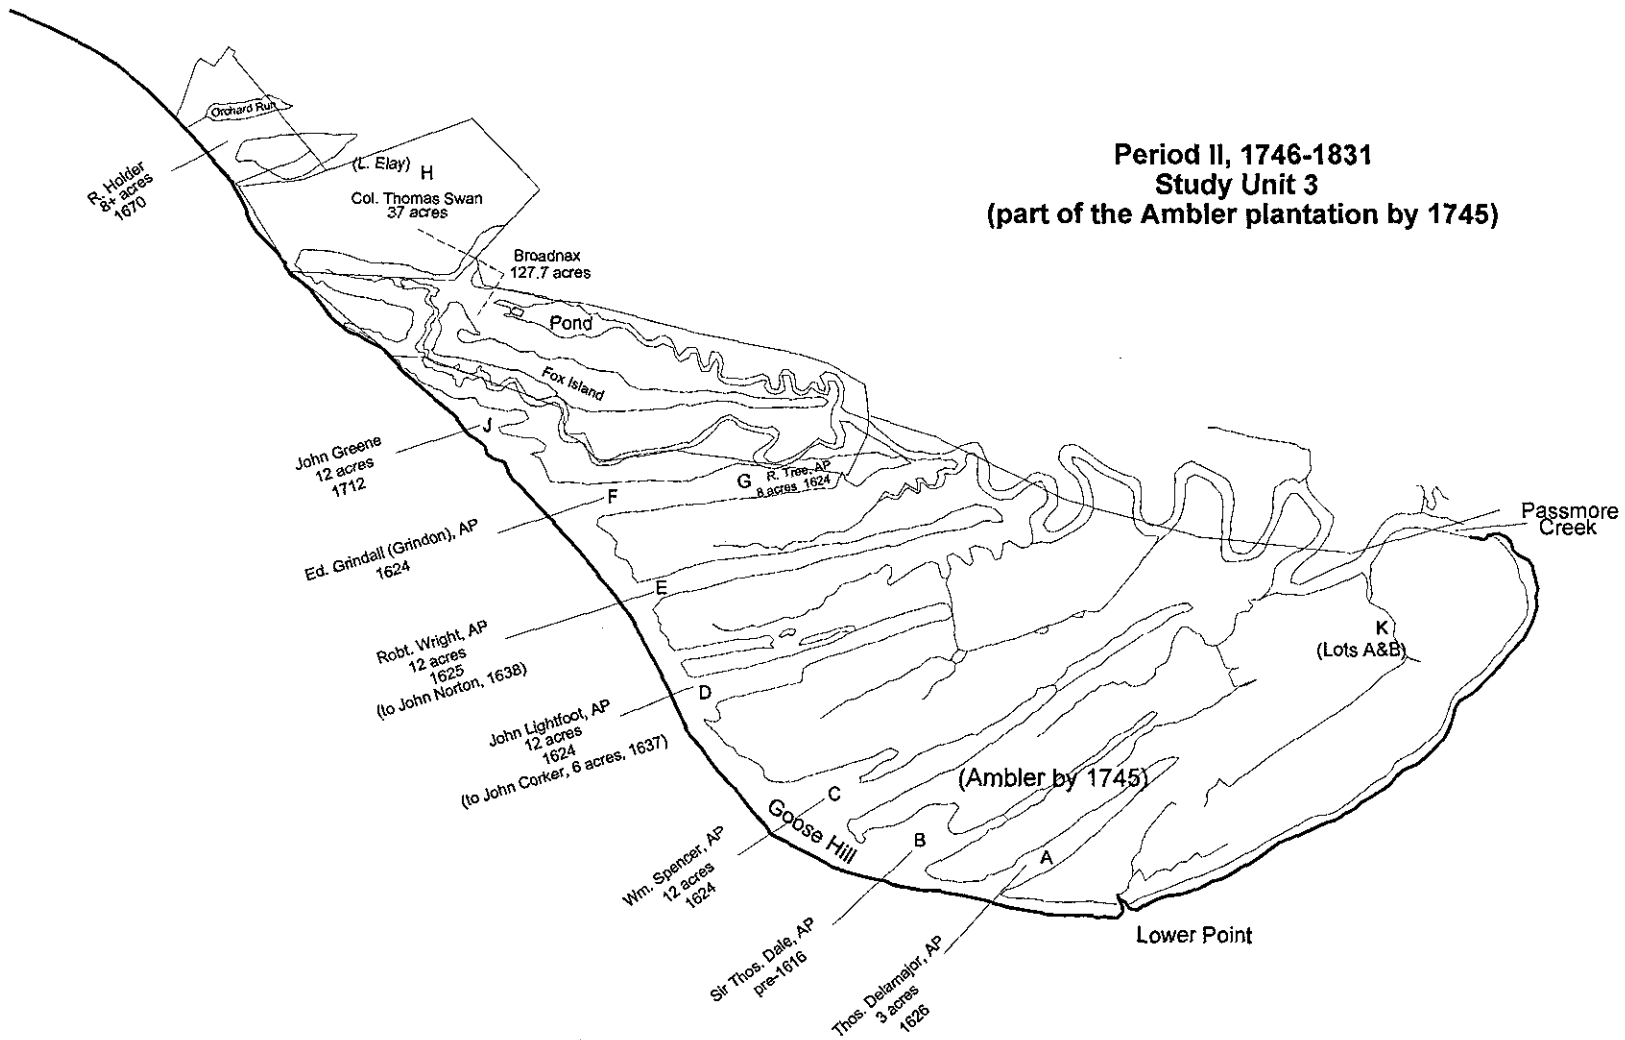 Period II, 1746-1831
Study Unit 3
(part of the Ambler plantation by 1745)
Orchard Run
R. Holder
8+ acres
1670
(L. Elay)
H
Col. Thomas Swan
37 acres
Broadnax
127.7 acres
Pond
Fox Island
J
John Greene
12 acres
1712
G
R. Tree, AP
8 acres 1624
F
Ed. Grindall (Grindon), AP
1624
Passmore
Creek
E
Robt. Wright, AP
12 acres
1625
(to John Norton, 1638)
K
(Lots A&B)
D
John Lightfoot, AP
12 acres
1624
(to John Corker, 6 acres, 1637)
(Ambler by 1745)
C
Goose Hill
Wm. Spencer, AP
12 acres
1624
B
Sir Thos. Dale, AP
pre-1616
A
Thos. Delamajor, AP
3 acres
1626
Lower Point